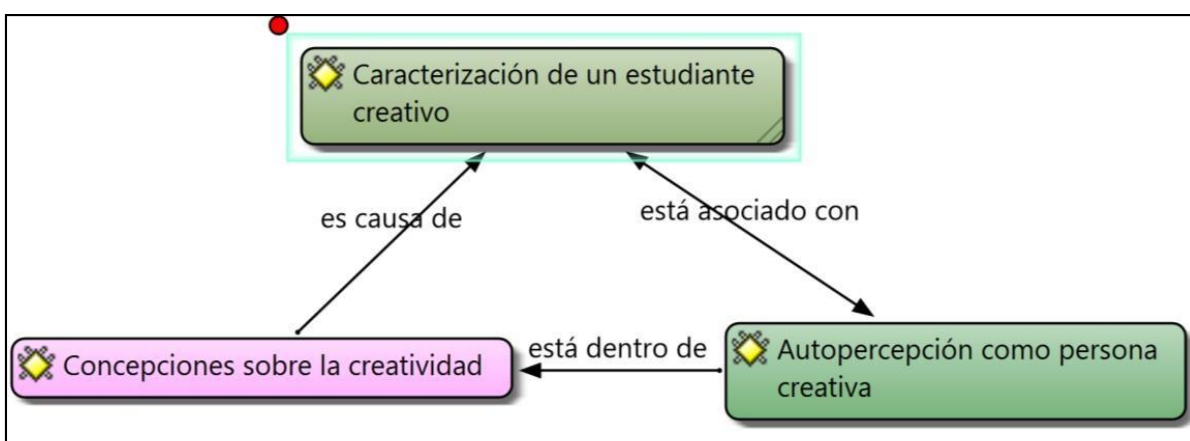 Caracterización de un estudiante
creativo
es causa de
está asociado con
Concepciones sobre la creatividad
está dentro de
Autopercepción como persona
creativa